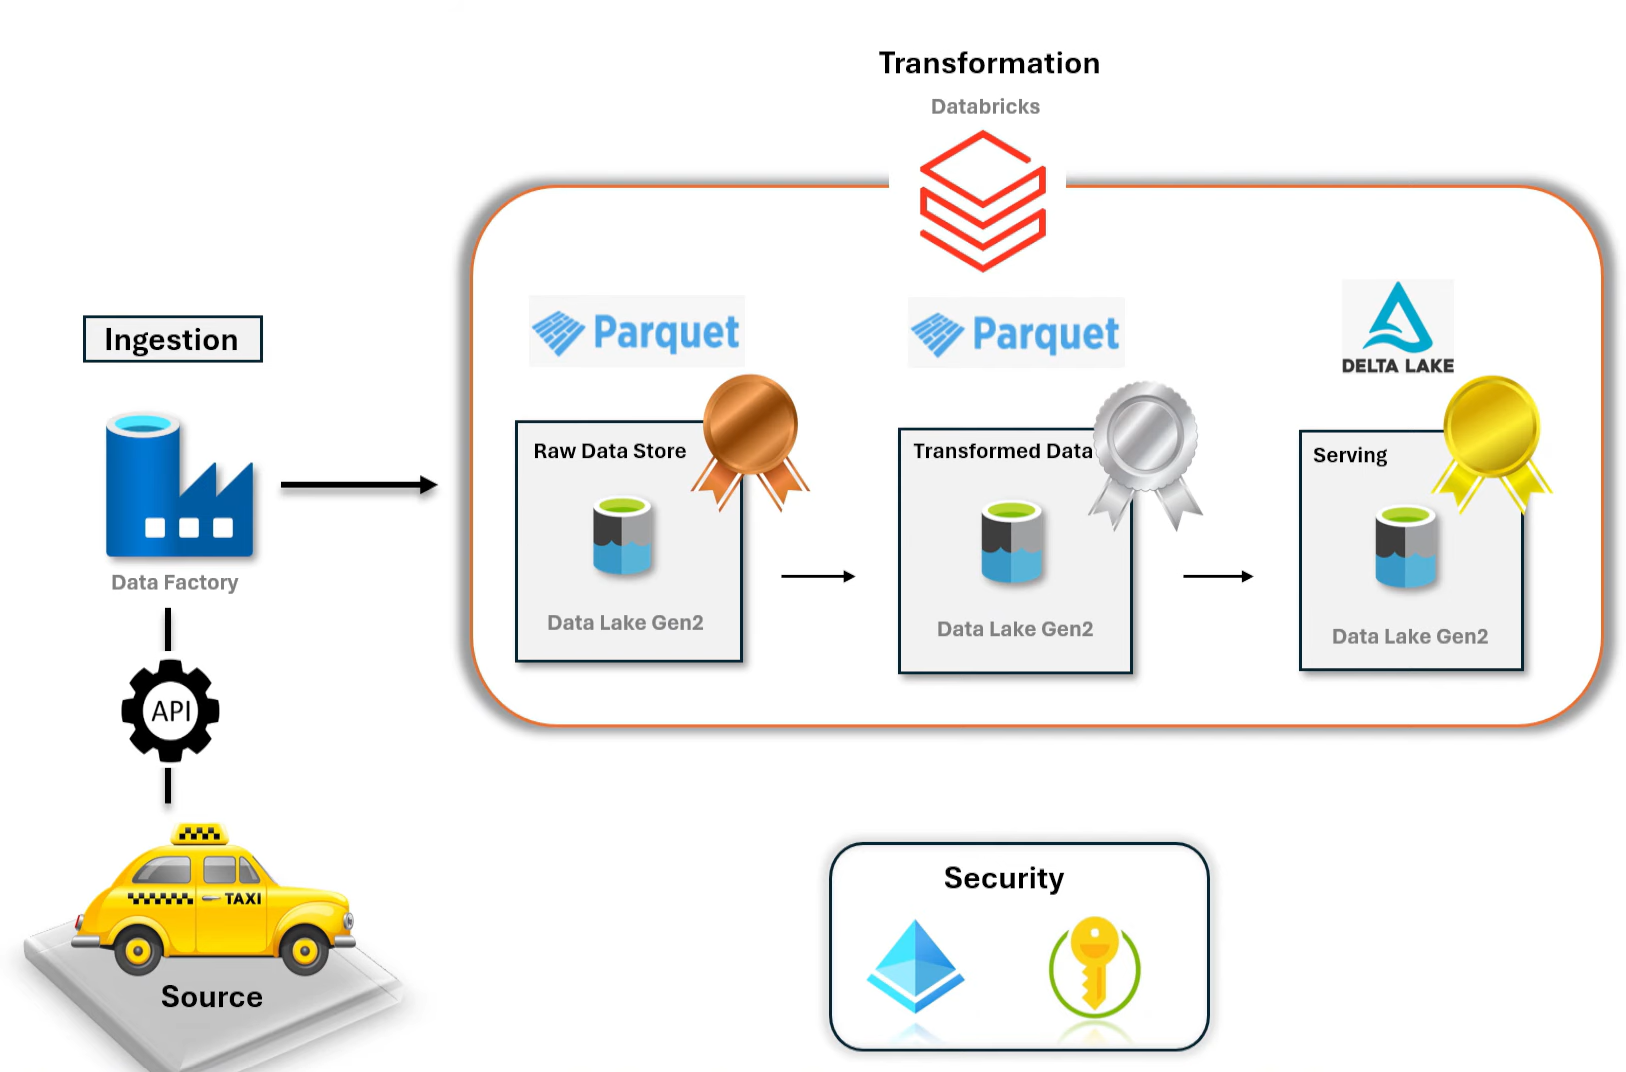 Transformation
Databricks
Ingestion
Parquet
Parquet
DELTA LAKE
Raw Data Store
Transformed Data
Serving
Data Lake Gen2
Data Lake Gen2
Data Lake Gen2
Data Factory
API
TAXI
Source
Security